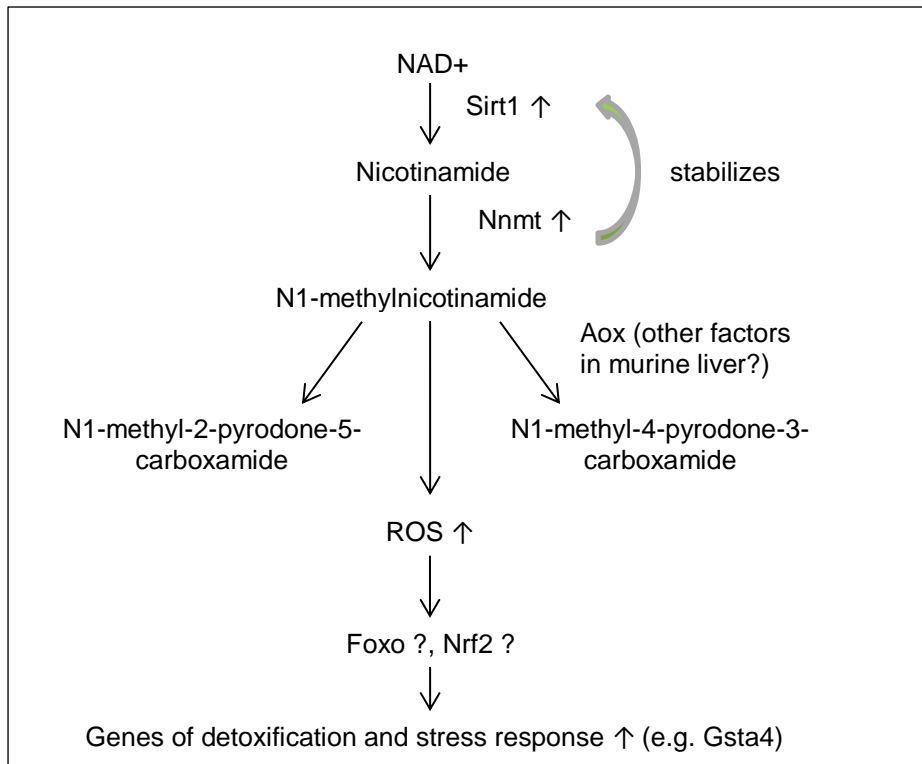 NAD+
Sirt1 ↑
Nicotinamide
stabilizes
Nnmt ↑
N1-methylnicotinamide
Aox (other factors
in murine liver?)
N1-methyl-2-pyrodone-5-
carboxamide
N1-methyl-4-pyrodone-3-
carboxamide
ROS ↑
Foxo ?, Nrf2 ?
Genes of detoxification and stress response ↑ (e.g. Gsta4)